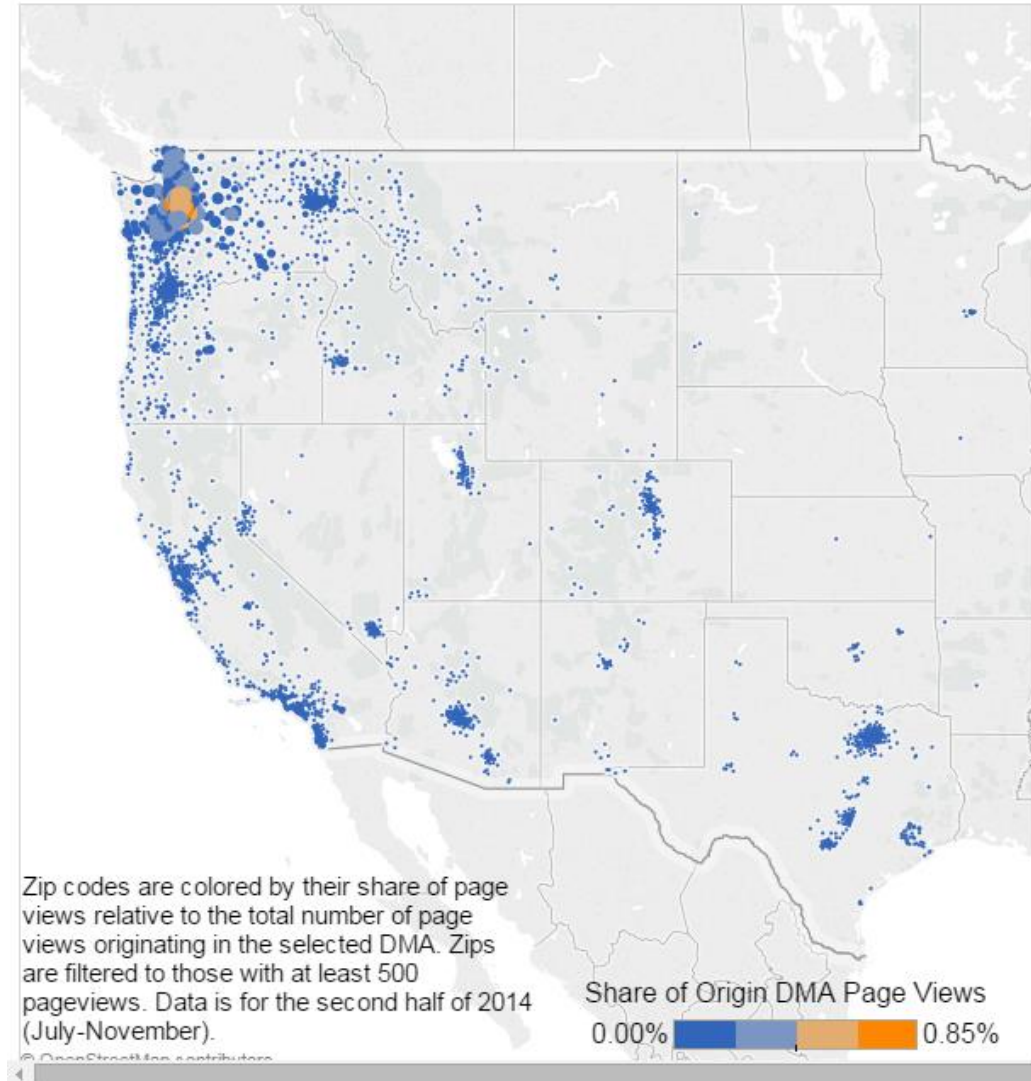 Zip codes are colored by their share of page
views relative to the total number of page
views originating in the selected DMA. Zips
are filtered to those with at least 500
pageviews. Data is for the second half of 2014
(July-November).
© OpenStreetMap contributors
Share of Origin DMA Page Views
0.00% 0.85%